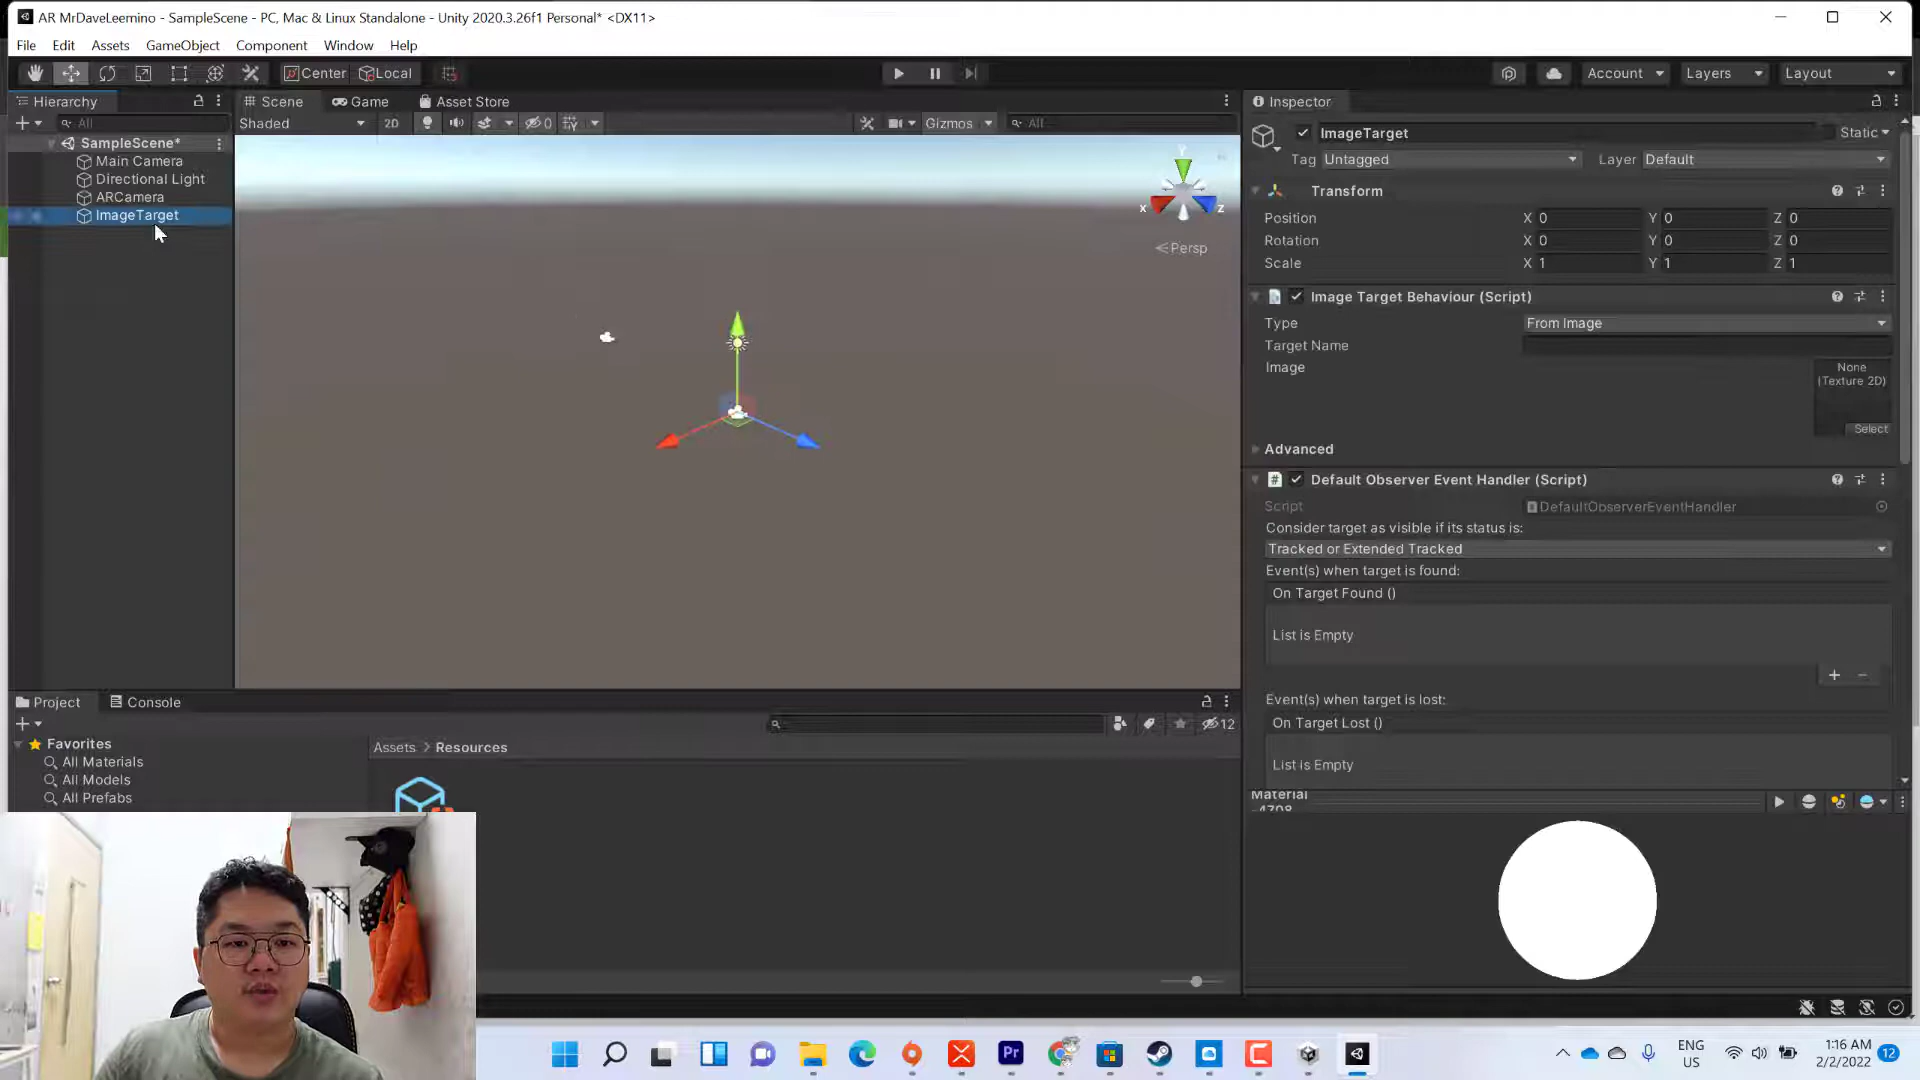 AR MrDaveLeemino - SampleScene - PC, Mac & Linux Standalone - Unity 2020.3.26f1 Personal* <DX11>
File Edit Assets GameObject Component Window Help
Center Local Account Layers Layout
Hierarchy Scene Game Asset Store Inspector
All Shaded 2D 0 Gizmos All
SampleScene*
Main Camera
Directional Light
ARCamera
ImageTarget
y
x
z
Persp
ImageTarget Static
Tag Untagged Layer Default
Transform
Position X 0 Y 0 Z 0
Rotation X 0 Y 0 Z 0
Scale X 1 Y 1 Z 1
Image Target Behaviour (Script)
Type From Image
Target Name
Image None
(Texture 2D)
Select
Advanced
Default Observer Event Handler (Script)
Script DefaultObserverEventHandler
Consider target as visible if its status is:
Tracked or Extended Tracked
Event(s) when target is found:
On Target Found ()
List is Empty
Event(s) when target is lost:
On Target Lost ()
List is Empty
Material
-4708
Project Console
12
Favorites
All Materials
All Models
All Prefabs
Assets > Resources
Pr
ENG
US
1:16 AM
2/2/2022
12